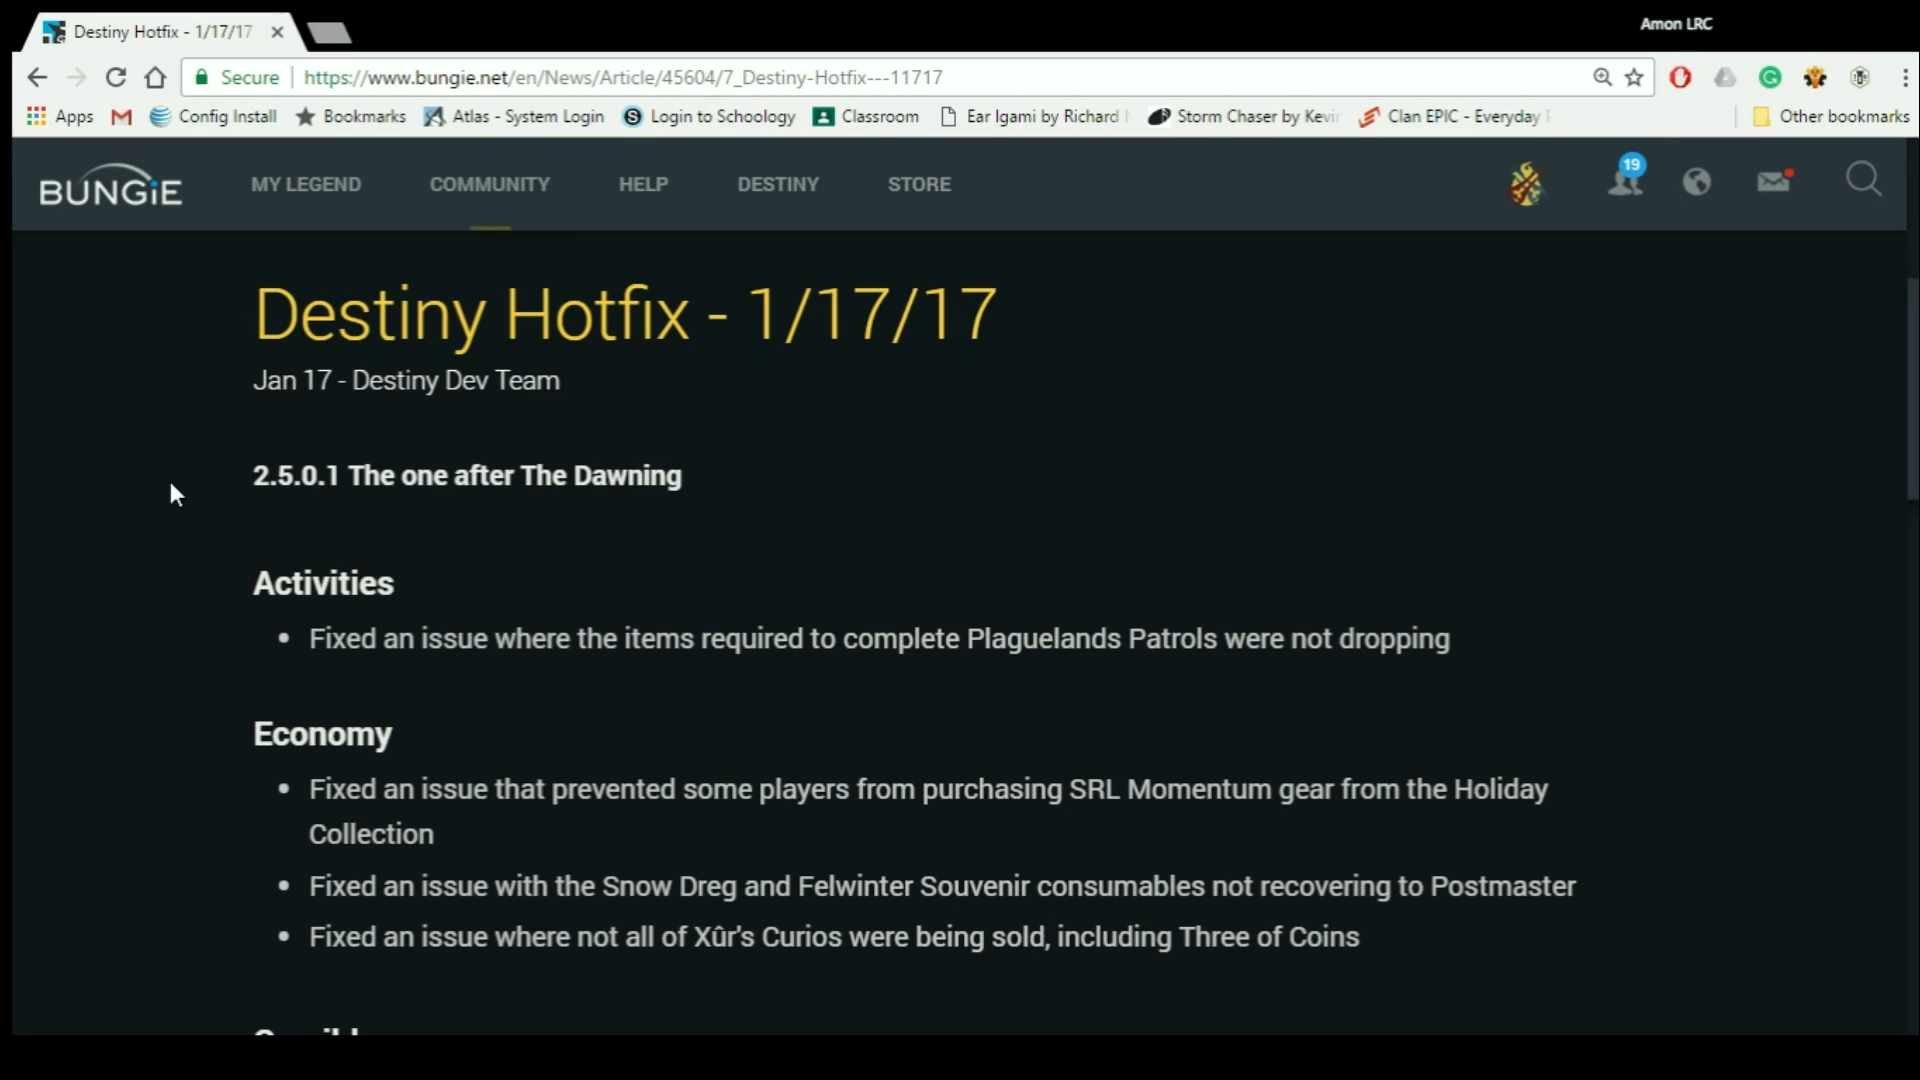 Destiny Hotfix - 1/17/17
Amon LRC
Secure
https://www.bungie.net/en/News/Article/45604/7_Destiny-Hotfix---11717
Apps
Config Install
Bookmarks
Atlas - System Login
Login to Schoology
Classroom
Ear Igami by Richard
Storm Chaser by Kevi
Clan EPIC - Everyday
Other bookmarks
BUNGiE
MY LEGEND
COMMUNITY
HELP
DESTINY
STORE
19
Destiny Hotfix - 1/17/17
Jan 17 - Destiny Dev Team
2.5.0.1 The one after The Dawning
Activities
• Fixed an issue where the items required to complete Plaguelands Patrols were not dropping
Economy
• Fixed an issue that prevented some players from purchasing SRL Momentum gear from the Holiday
Collection
• Fixed an issue with the Snow Dreg and Felwinter Souvenir consumables not recovering to Postmaster
• Fixed an issue where not all of Xûr's Curios were being sold, including Three of Coins